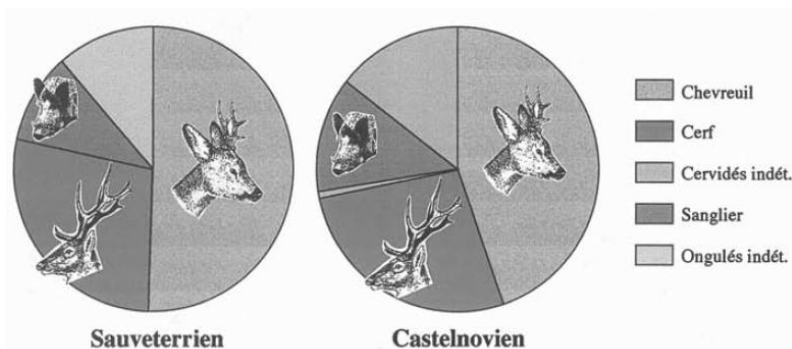 Chevreuil
Cerf
Cervidés indét.
Sanglier
Ongulés indét.
Sauveterrien
Castelnovien